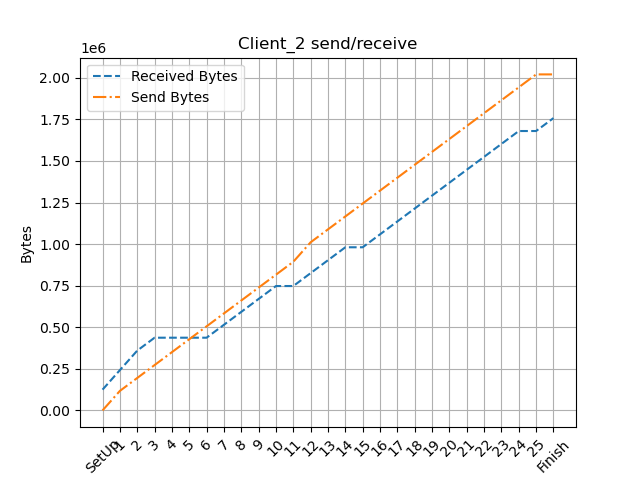 Client_2 send/receive
1e6
Received Bytes
Send Bytes
Bytes
2.00
1.75
1.50
1.25
1.00
0.75
0.50
0.25
0.00
SetUp 1 2 3 4 5 6 7 8 9 10 11 12 13 14 15 16 17 18 19 20 21 22 23 24 25 Finish